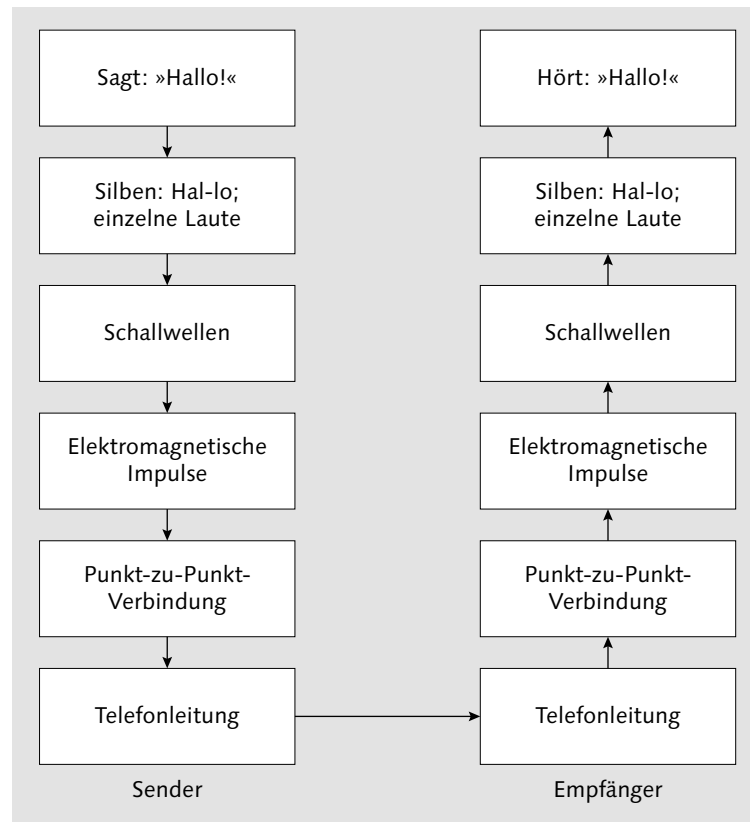 Sagt: »Hallo!«
Silben: Hal-lo;
einzelne Laute
Schallwellen
Elektromagnetische
Impulse
Punkt-zu-Punkt-
Verbindung
Telefonleitung
Sender
Hört: »Hallo!«
Silben: Hal-lo;
einzelne Laute
Schallwellen
Elektromagnetische
Impulse
Punkt-zu-Punkt-
Verbindung
Telefonleitung
Empfänger